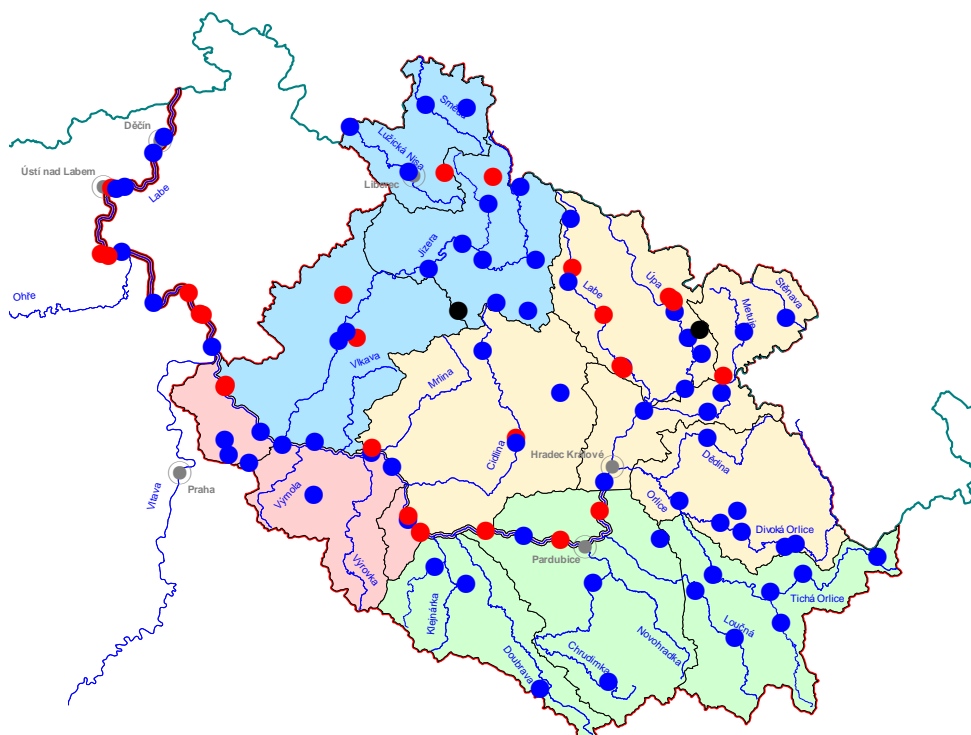 Děčín
Smědá
Lužická Nisa
Ústí nad Labem
Liberec
Labe
Jizera
Stěnava
Úpa
Ohře
Labe
Metuje
Vlkava
Mrlina
Cidlina
Hradec Králové
Dědina
Praha
Vltava
Výmola
Orlice
Divoká Orlice
Pardubice
Výrovka
Tichá Orlice
Klejnárka
Loučná
Novohradka
Chrudimka
Doubrava